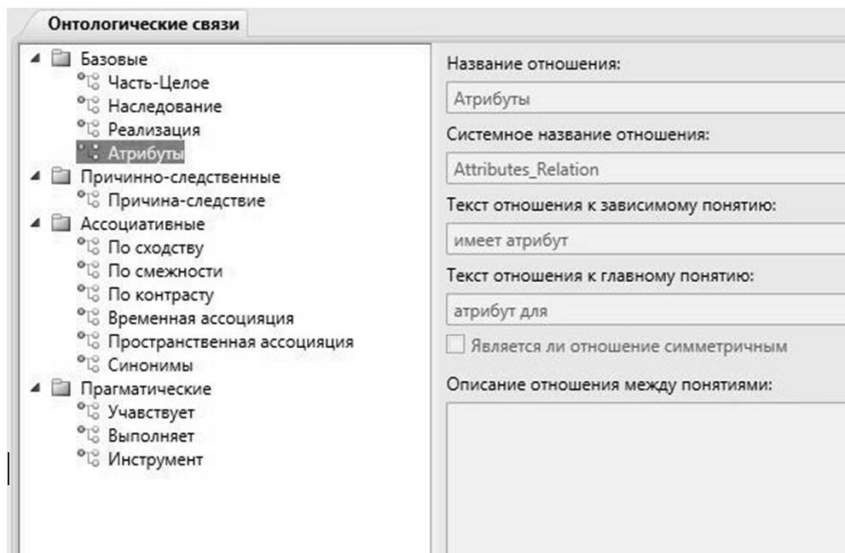 Онтологические связи
Базовые
Часть-Целое
Наследование
Реализация
Атрибуты
Причинно-следственные
Причина-следствие
Ассоциативные
По сходству
По смежности
По контрасту
Временная ассоцияция
Пространственная ассоцияция
Синонимы
Прагматические
Учавствует
Выполняет
Инструмент
Название отношения:
Атрибуты
Системное название отношения:
Attributes_Relation
Текст отношения к зависимому понятию:
имеет атрибут
Текст отношения к главному понятию:
атрибут для
Является ли отношение симметричным
Описание отношения между понятиями: